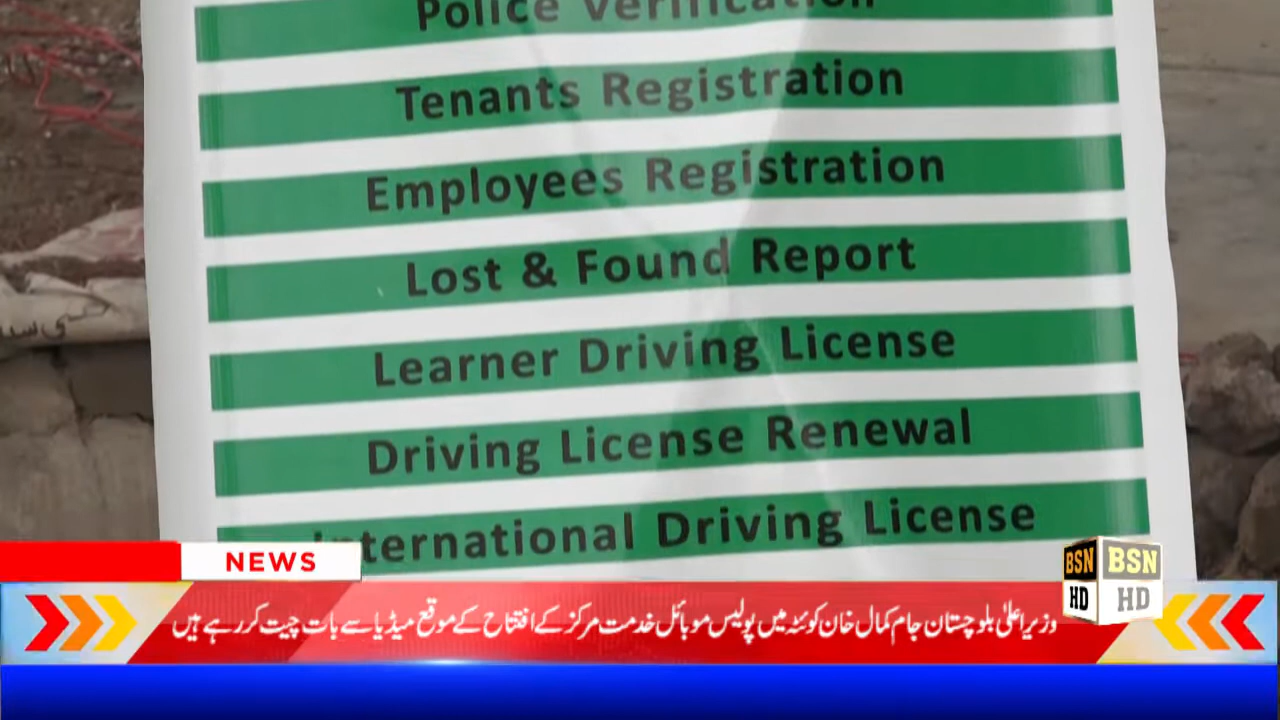 Police Verification
Tenants Registration
Employees Registration
Lost & Found Report
Learner Driving License
Driving License Renewal
International Driving License
NEWS
BSN BSN
HD HD
وزیراعلیٰ بلوچستان جام کمال خان کوئٹہ میں پولیس موبائل خدمت مرکز کے افتتاح کے موقع میڈیا سے بات چیت کر رہے ہیں